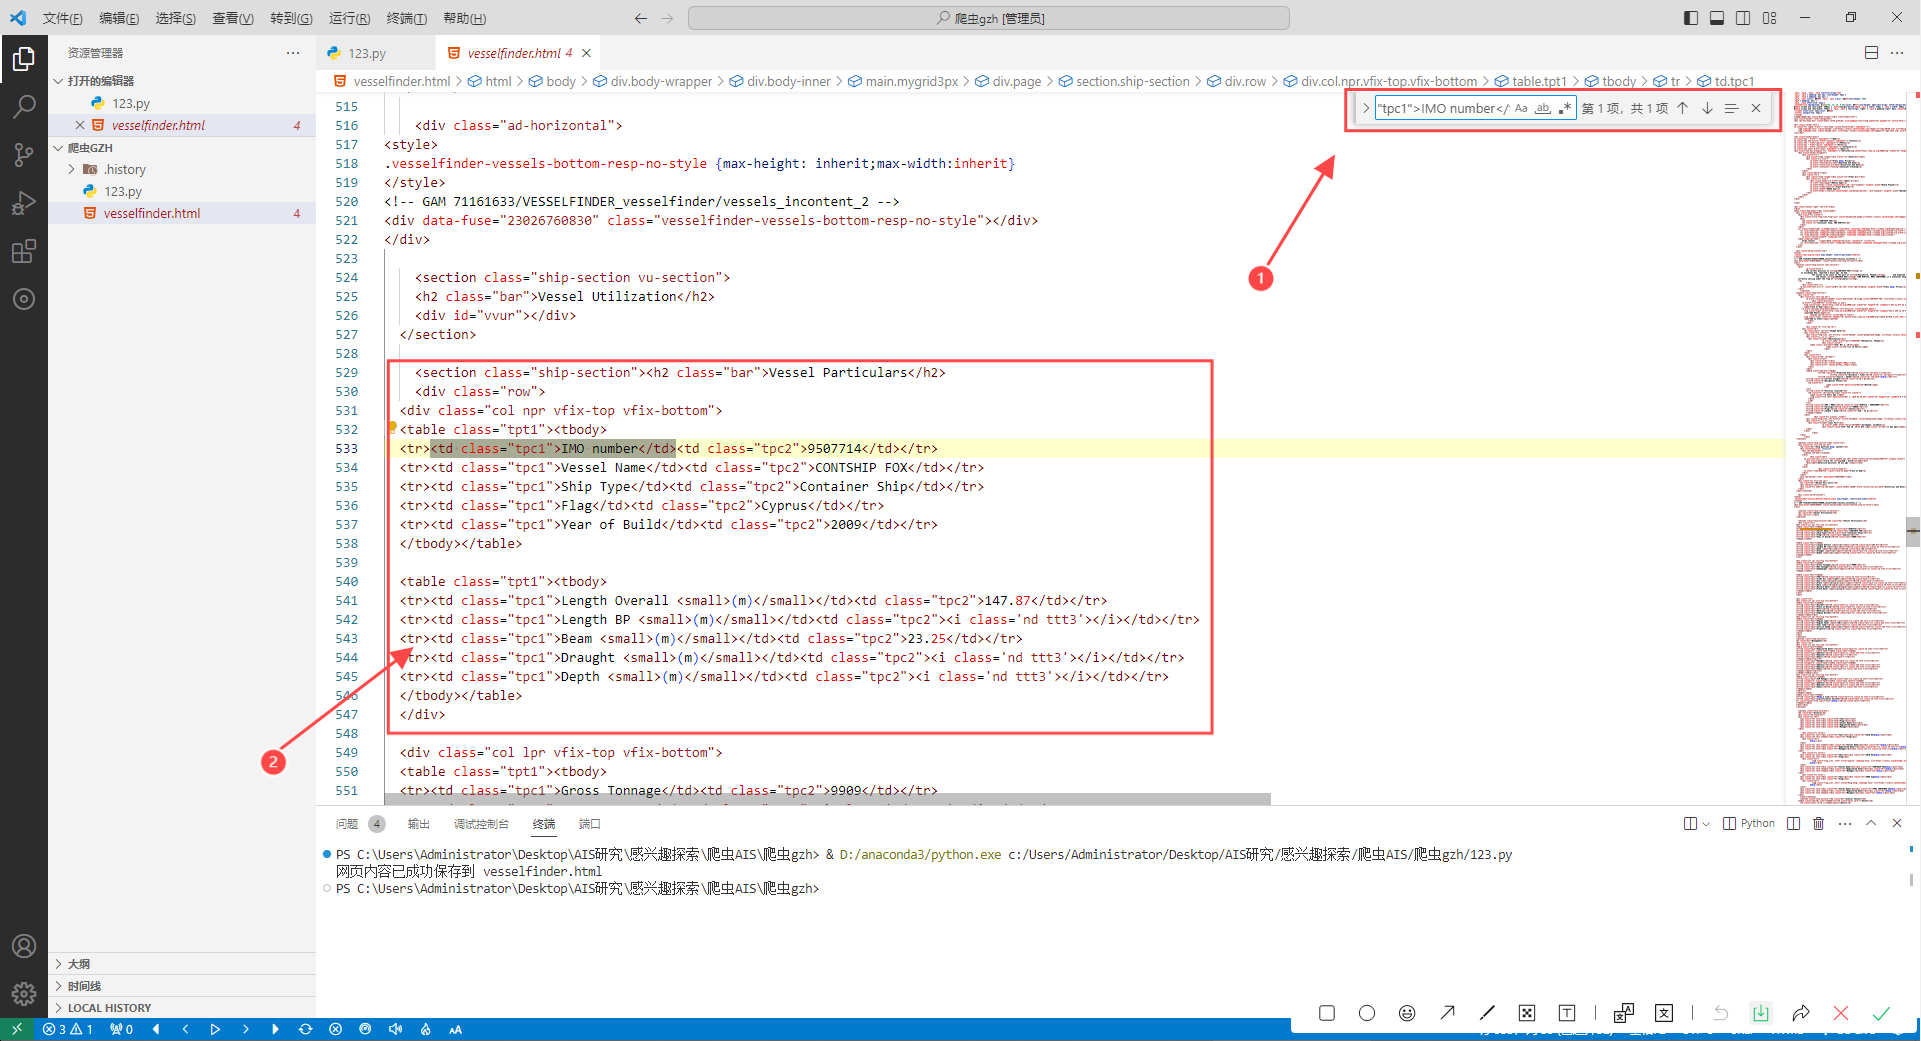 文件(F) 编辑(E) 选择(S) 查看(V) 转到(G) 运行(R) 终端(T) 帮助(H)
爬虫gzh [管理员]
资源管理器
123.py
vesselfinder.html 4
打开的编辑器
123.py
vesselfinder.html 4
爬虫GZH
.history
123.py
vesselfinder.html 4
大纲
时间线
LOCAL HISTORY
vesselfinder.html > html > body > div.body-wrapper > div.body-inner > main.mygrid3px > div.page > section.ship-section > div.row > div.col.npr.vfix-top.vfix-bottom > table.tpt1 > tbody > tr > td.tpc1
"tpc1">IMO number</ Aa ab .* 第 1 项, 共 1 项
1
515
516 <div class="ad-horizontal">
517 <style>
518 .vesselfinder-vessels-bottom-resp-no-style {max-height: inherit;max-width:inherit}
519 </style>
520 <!-- GAM 71161633/VESSELFINDER_vesselfinder/vessels_incontent_2 -->
521 <div data-fuse="23026760830" class="vesselfinder-vessels-bottom-resp-no-style"></div>
522 </div>
523
524 <section class="ship-section vu-section">
525 <h2 class="bar">Vessel Utilization</h2>
526 <div id="vvur"></div>
527 </section>
528
529 <section class="ship-section"><h2 class="bar">Vessel Particulars</h2>
530 <div class="row">
531 <div class="col npr vfix-top vfix-bottom">
532 <table class="tpt1"><tbody>
533 <tr><td class="tpc1">IMO number</td><td class="tpc2">9507714</td></tr>
534 <tr><td class="tpc1">Vessel Name</td><td class="tpc2">CONTSHIP FOX</td></tr>
535 <tr><td class="tpc1">Ship Type</td><td class="tpc2">Container Ship</td></tr>
536 <tr><td class="tpc1">Flag</td><td class="tpc2">Cyprus</td></tr>
537 <tr><td class="tpc1">Year of Build</td><td class="tpc2">2009</td></tr>
538 </tbody></table>
539
540 <table class="tpt1"><tbody>
541 <tr><td class="tpc1">Length Overall <small>(m)</small></td><td class="tpc2">147.87</td></tr>
542 <tr><td class="tpc1">Length BP <small>(m)</small></td><td class="tpc2"><i class='nd ttt3'></i></td></tr>
543 <tr><td class="tpc1">Beam <small>(m)</small></td><td class="tpc2">23.25</td></tr>
544 <tr><td class="tpc1">Draught <small>(m)</small></td><td class="tpc2"><i class='nd ttt3'></i></td></tr>
545 <tr><td class="tpc1">Depth <small>(m)</small></td><td class="tpc2"><i class='nd ttt3'></i></td></tr>
546 </tbody></table>
547 </div>
548
549 <div class="col lpr vfix-top vfix-bottom">
550 <table class="tpt1"><tbody>
551 <tr><td class="tpc1">Gross Tonnage</td><td class="tpc2">9909</td></tr>
2
问题 4 输出 调试控制台 终端 端口
Python
PS C:\Users\Administrator\Desktop\AIS研究\感兴趣探索\爬虫AIS\爬虫gzh> & D:/anaconda3/python.exe c:/Users/Administrator/Desktop/AIS研究/感兴趣探索/爬虫AIS/爬虫gzh/123.py
网页内容已成功保存到 vesselfinder.html
PS C:\Users\Administrator\Desktop\AIS研究\感兴趣探索\爬虫AIS\爬虫gzh>
3 1 0